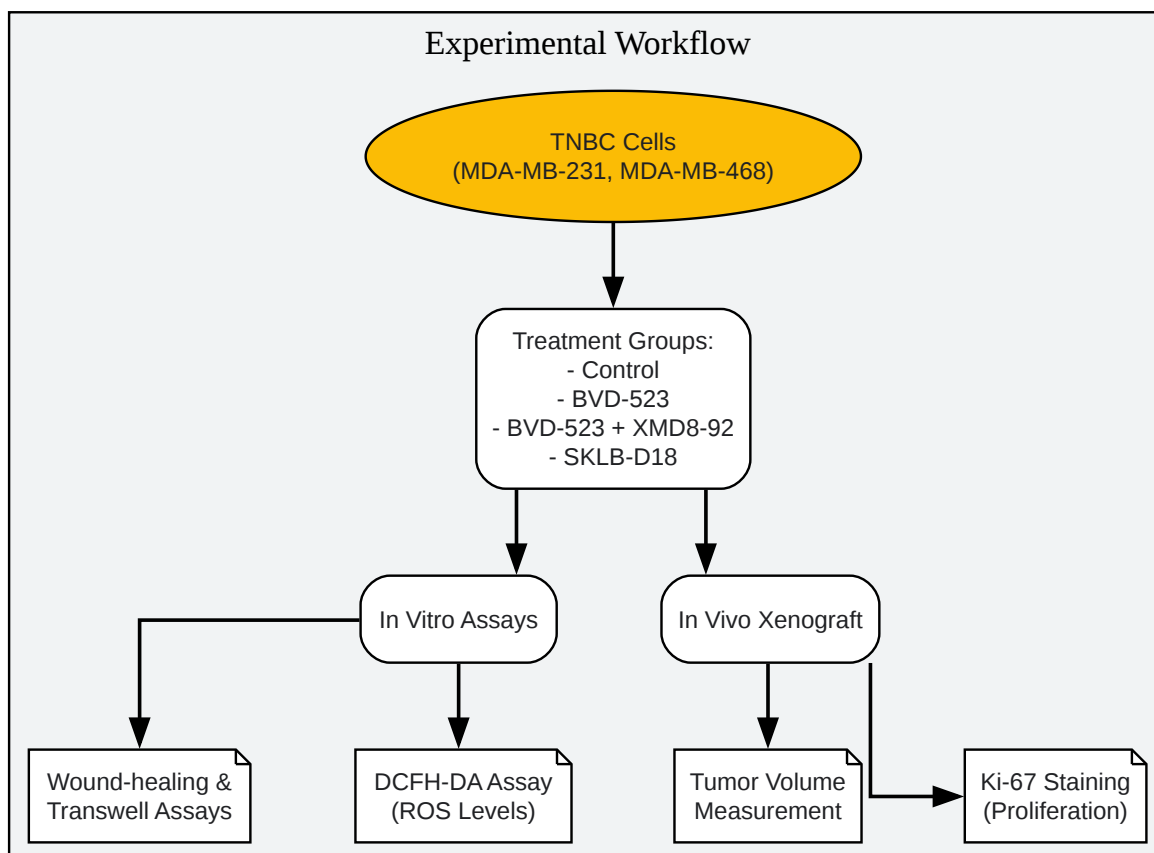 Experimental Workflow
TNBC Cells
(MDA-MB-231, MDA-MB-468)
Treatment Groups:
- Control
- BVD-523
- BVD-523 + XMD8-92
- SKLB-D18
In Vitro Assays
In Vivo Xenograft
Wound-healing &
Transwell Assays
DCFH-DA Assay
(ROS Levels)
Tumor Volume
Measurement
Ki-67 Staining
(Proliferation)